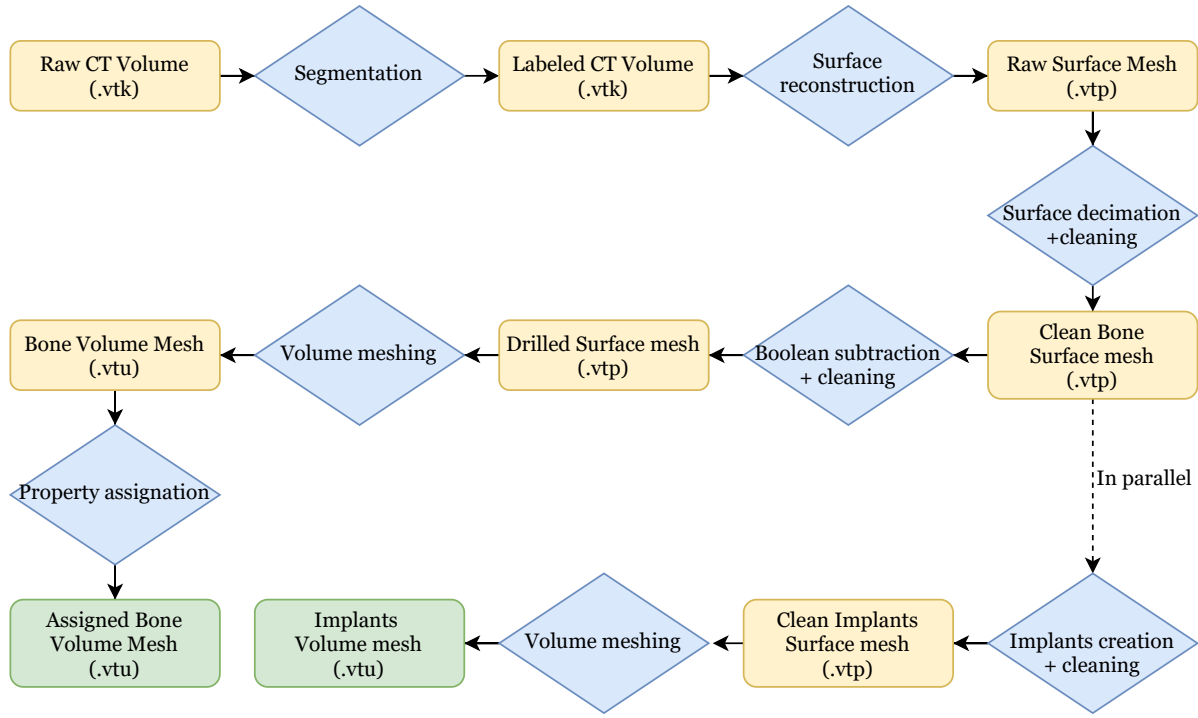 Raw CT Volume
(.vtk)
Segmentation
Labeled CT Volume
(.vtk)
Surface
reconstruction
Raw Surface Mesh
(.vtp)
Surface decimation
+cleaning
Clean Bone
Surface mesh
(.vtp)
Boolean subtraction
+ cleaning
Drilled Surface mesh
(.vtp)
Volume meshing
Bone Volume Mesh
(.vtu)
Property assignation
Assigned Bone
Volume Mesh
(.vtu)
In parallel
Implants creation
+ cleaning
Clean Implants
Surface mesh
(.vtp)
Volume meshing
Implants
Volume mesh
(.vtu)